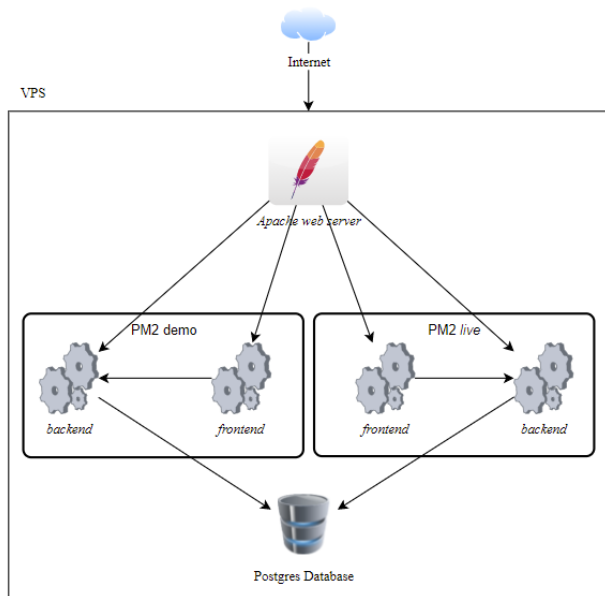 Internet
VPS
Apache web server
PM2 demo
PM2 live
backend
frontend
frontend
backend
Postgres Database